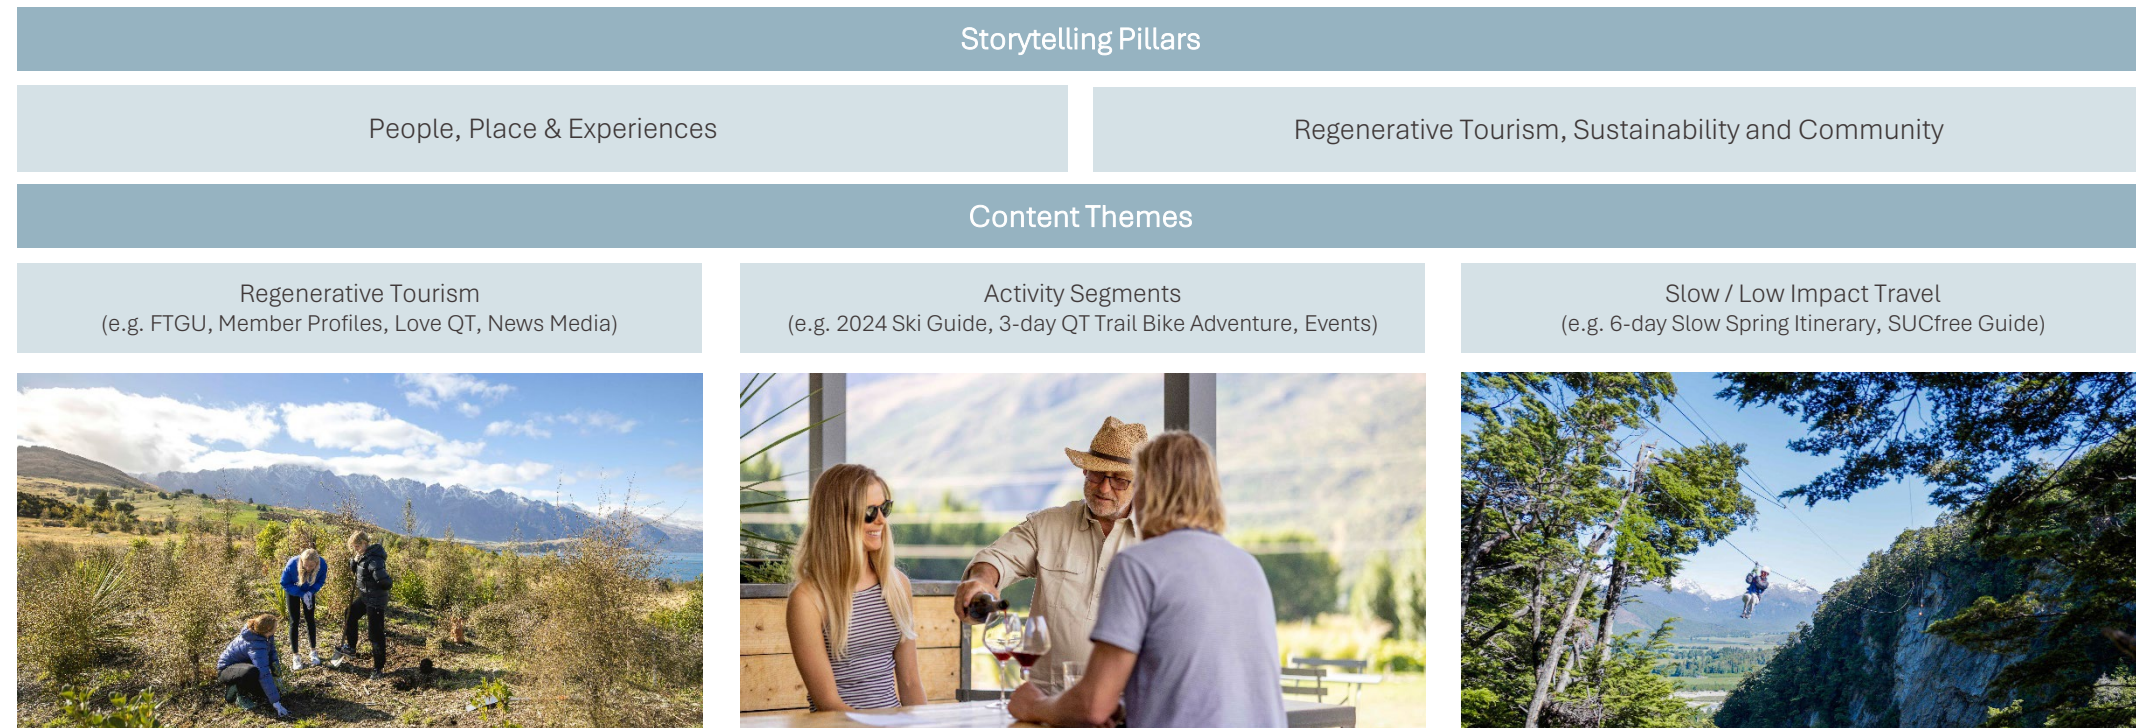 Storytelling Pillars
People, Place & Experiences
Regenerative Tourism, Sustainability and Community
Content Themes
Regenerative Tourism
(e.g. FTGU, Member Profiles, Love QT, News Media)
Activity Segments
(e.g. 2024 Ski Guide, 3-day QT Trail Bike Adventure, Events)
Slow / Low Impact Travel
(e.g. 6-day Slow Spring Itinerary, SUCfree Guide)